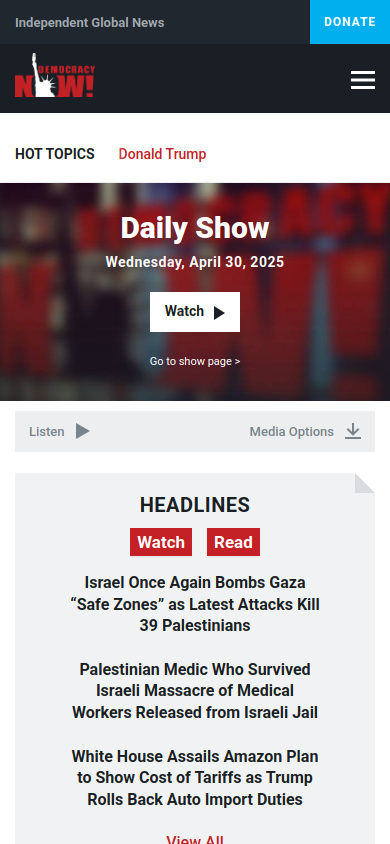 Independent Global News
DONATE
DEMOCRACY
NOW!
HOT TOPICS
Donald Trump
Daily Show
Wednesday, April 30, 2025
Watch
Go to show page >
Listen
Media Options
HEADLINES
Watch
Read
Israel Once Again Bombs Gaza
“Safe Zones” as Latest Attacks Kill
39 Palestinians
Palestinian Medic Who Survived
Israeli Massacre of Medical
Workers Released from Israeli Jail
White House Assails Amazon Plan
to Show Cost of Tariffs as Trump
Rolls Back Auto Import Duties
View All